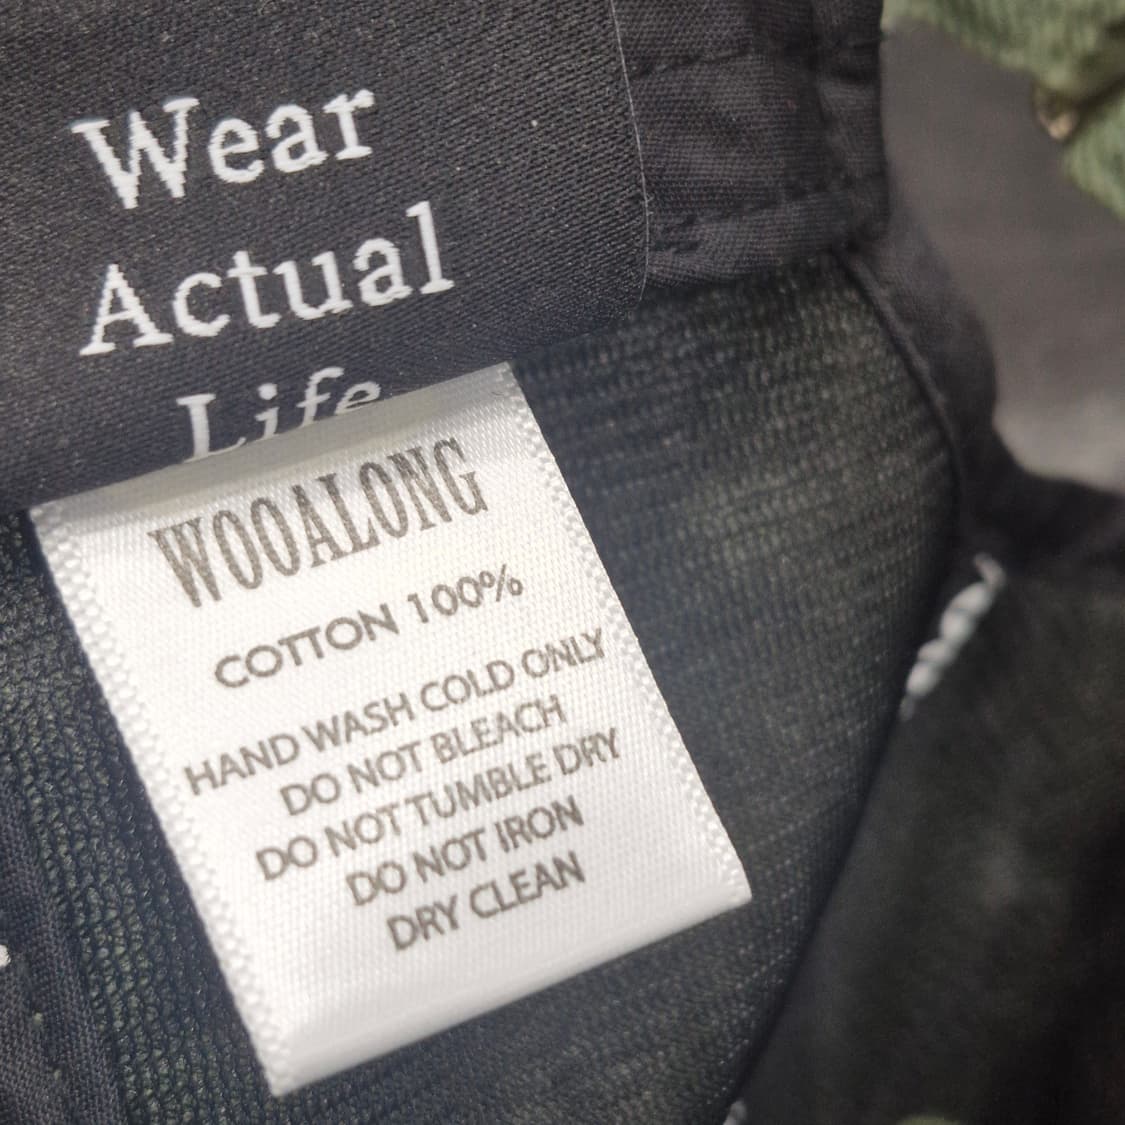 Wear
Actual
Life
WOOALONG
COTTON 100%
HAND WASH COLD ONLY
DO NOT BLEACH
DO NOT TUMBLE DRY
DO NOT IRON
DRY CLEAN